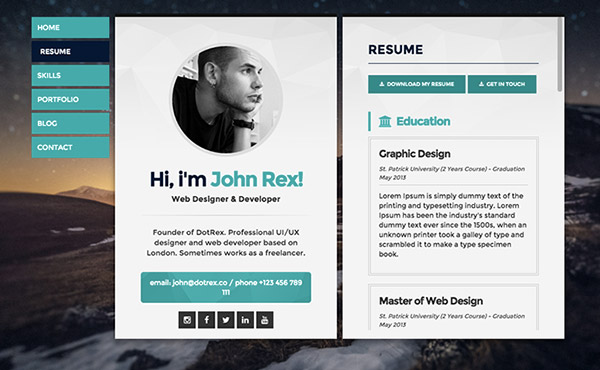 HOME
RESUME
SKILLS
PORTFOLIO
BLOG
CONTACT
Hi, i'm John Rex!
Web Designer & Developer
Founder of DotRex. Professional UI/UX
designer and web developer based on
London. Sometimes works as a freelancer.
email: john@dotrex.co / phone +123 456 789
111
RESUME
DOWNLOAD MY RESUME
GET IN TOUCH
Education
Graphic Design
St. Patrick University (2 Years Course) - Graduation
May 2013
Lorem Ipsum is simply dummy text of the
printing and typesetting industry. Lorem
Ipsum has been the industry's standard
dummy text ever since the 1500s, when an
unknown printer took a galley of type and
scrambled it to make a type specimen
book.
Master of Web Design
St. Patrick University (2 Years Course) - Graduation
May 2013